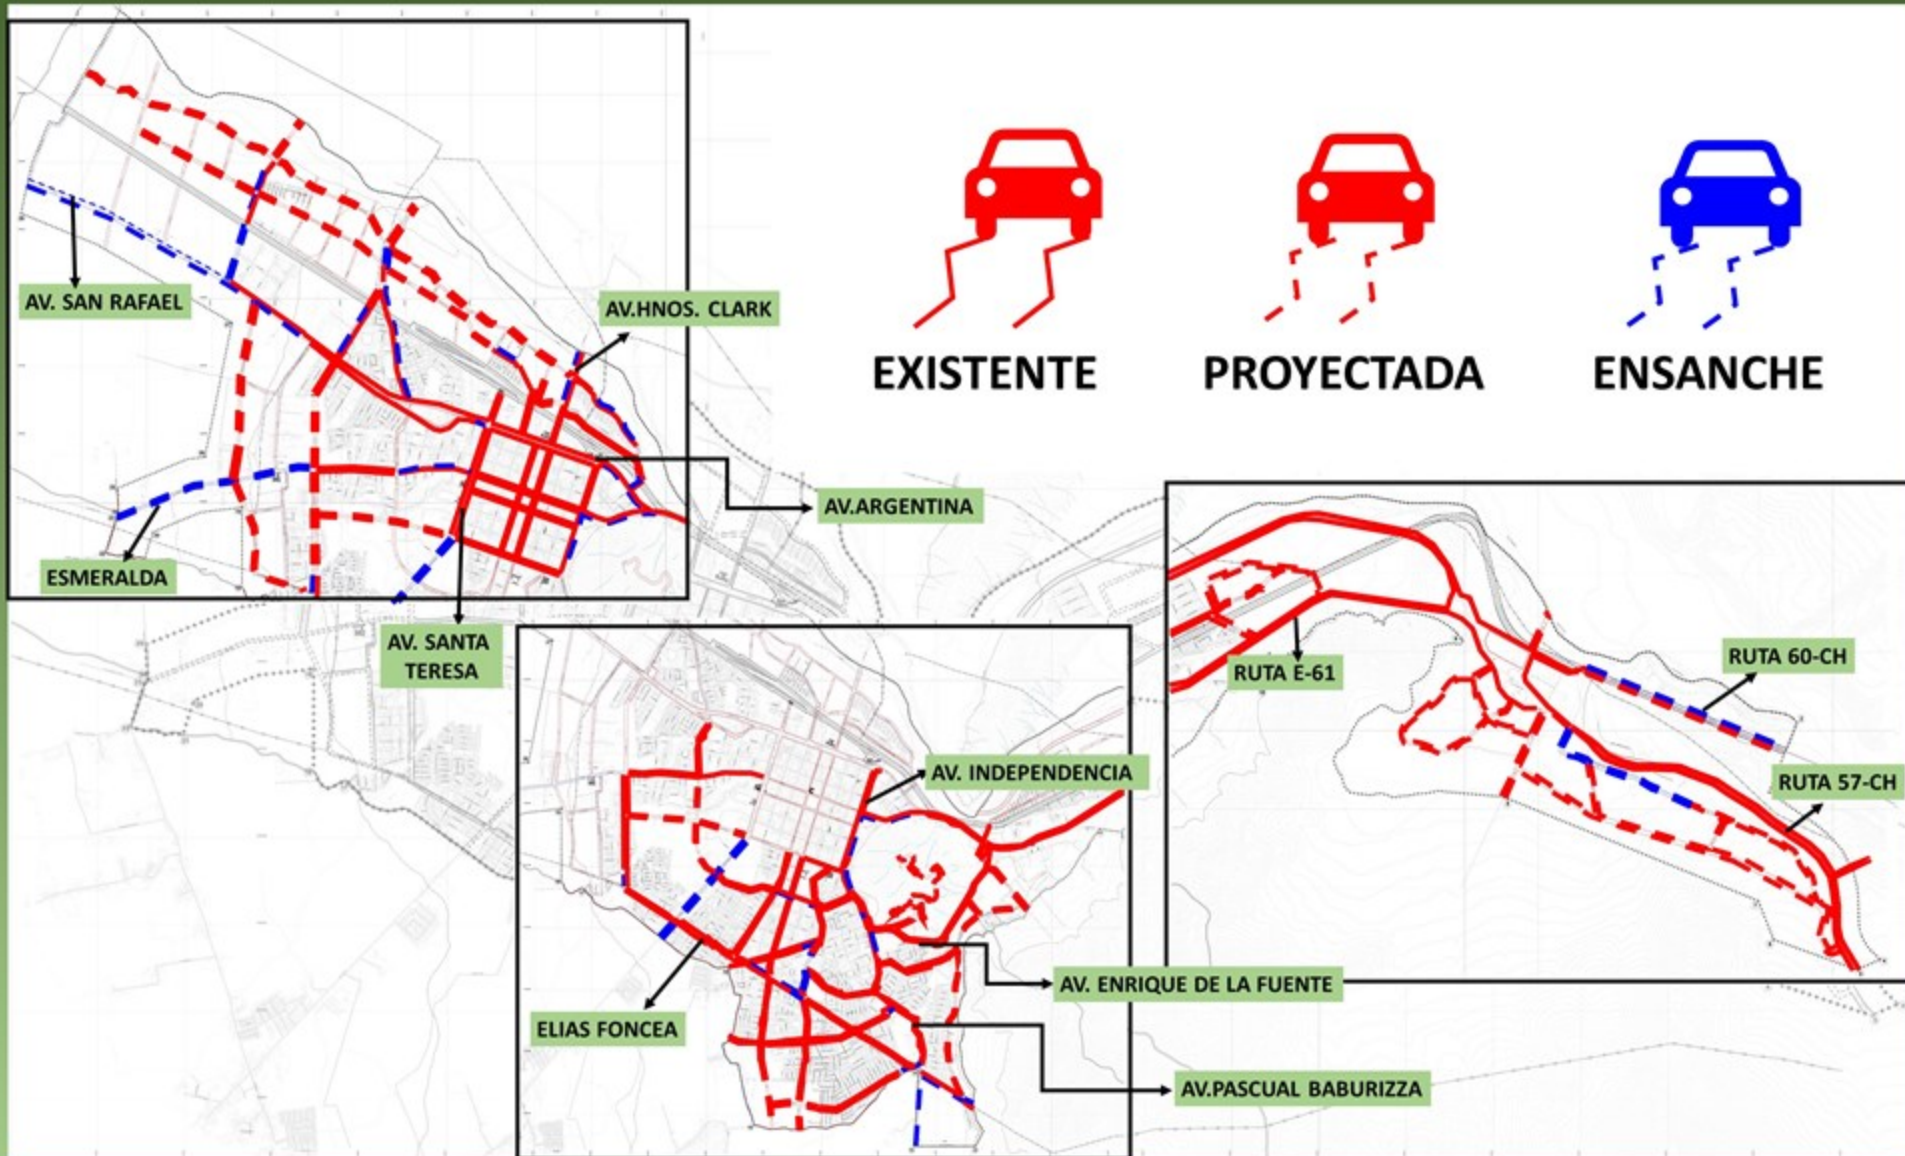 EXISTENTE
PROYECTADA
ENSANCHE
AV. SAN RAFAEL
AV.HNOS. CLARK
AV.ARGENTINA
ESMERALDA
AV. SANTA
TERESA
RUTA E-61
RUTA 60-CH
RUTA 57-CH
AV. INDEPENDENCIA
AV. ENRIQUE DE LA FUENTE
ELIAS FONCEA
AV.PASCUAL BABURIZZA